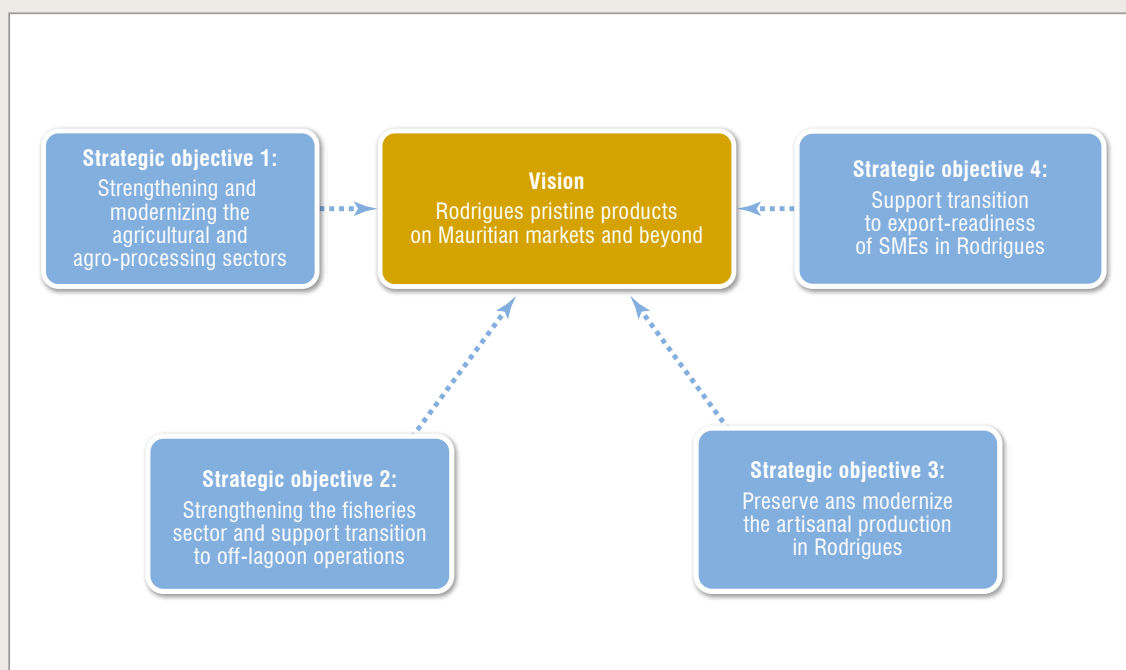 Strategic objective 1:
Strengthening and
modernizing the
agricultural and
agro-processing sectors
Vision
Rodrigues pristine products
on Mauritian markets and beyond
Strategic objective 4:
Support transition
to export-readiness
of SMEs in Rodrigues
Strategic objective 2:
Strengthening the fisheries
sector and support transition
to off-lagoon operations
Strategic objective 3:
Preserve ans modernize
the artisanal production
in Rodrigues